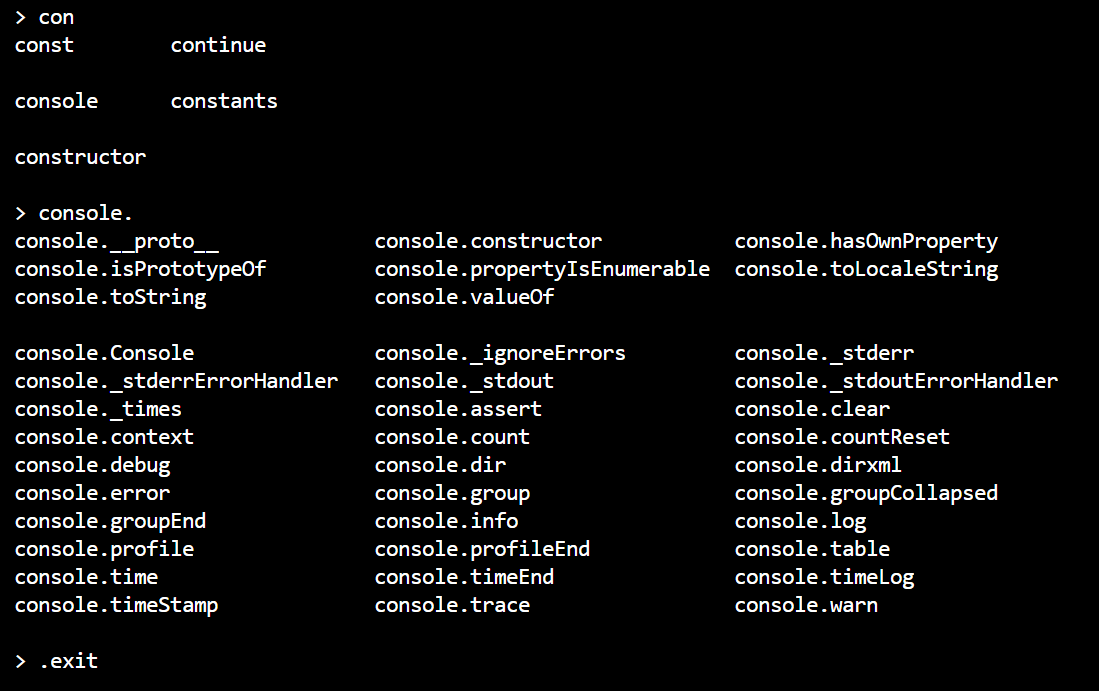 > con
const continue
console constants
constructor
> console.
console.__proto__ console.constructor console.hasOwnProperty
console.isPrototypeOf console.propertyIsEnumerable console.toLocaleString
console.toString console.valueOf
console.Console console._ignoreErrors console._stderr
console._stderrErrorHandler console._stdout console._stdoutErrorHandler
console._times console.assert console.clear
console.context console.count console.countReset
console.debug console.dir console.dirxml
console.error console.group console.groupCollapsed
console.groupEnd console.info console.log
console.profile console.profileEnd console.table
console.time console.timeEnd console.timeLog
console.timeStamp console.trace console.warn
> .exit